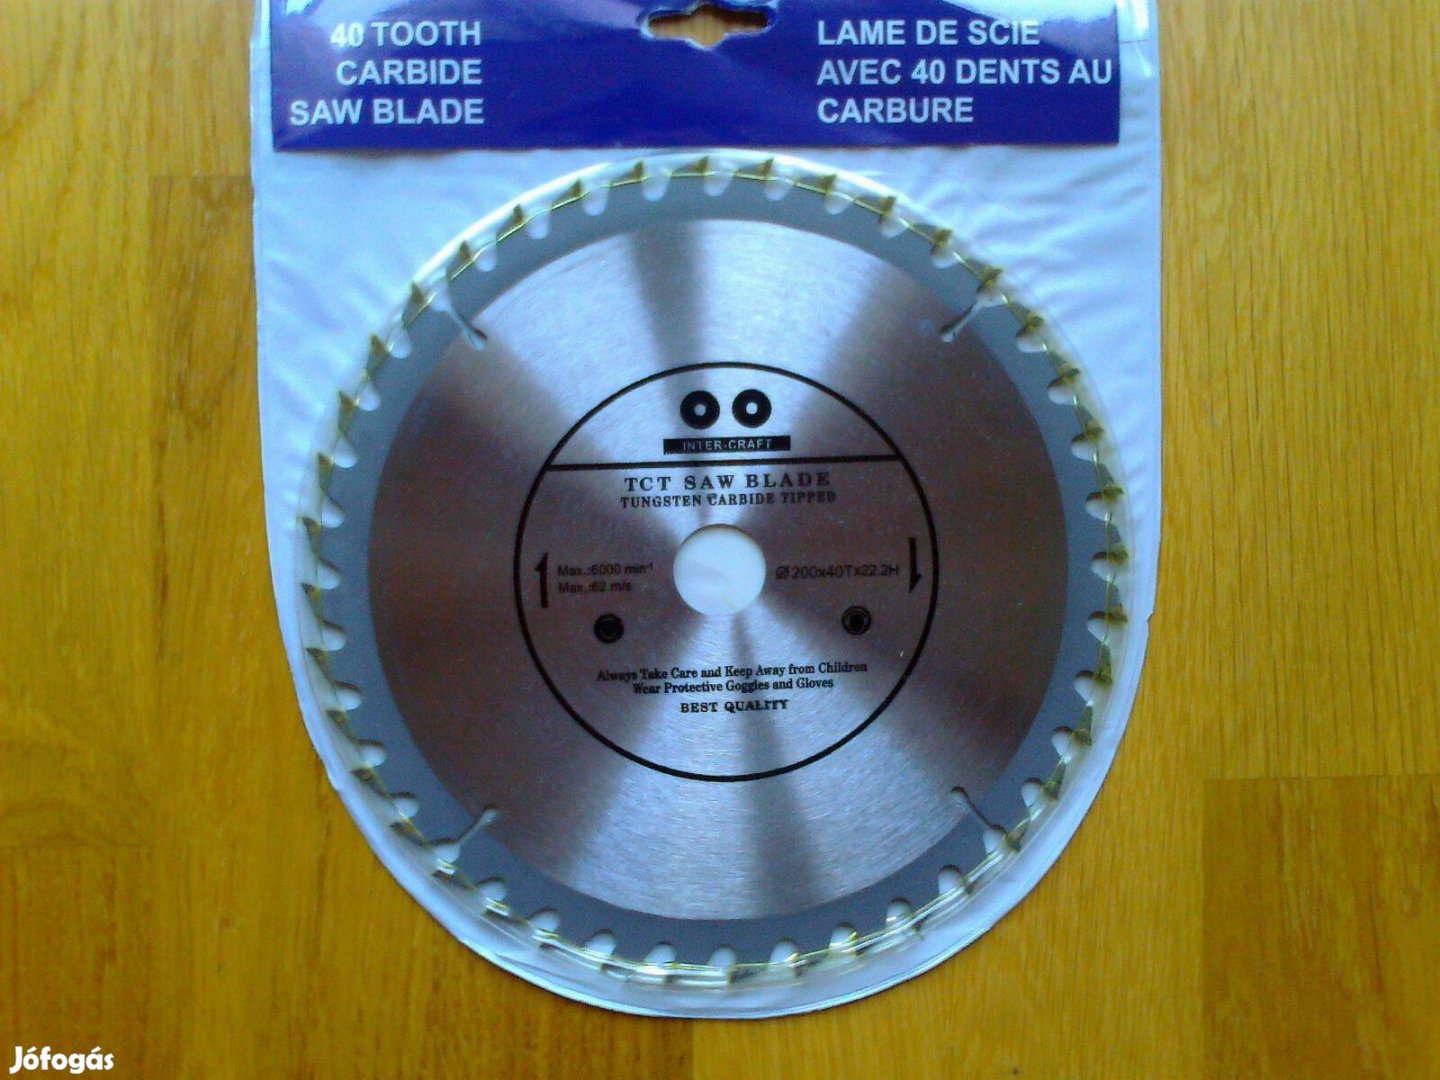 40 TOOTH
CARBIDE
SAW BLADE
LAME DE SCIE
AVEC 40 DENTS AU
CARBURE
INTER-CRAFT
TCT SAW BLADE
TUNGSTEN CARBIDE TIPPED
Max.:6000 min⁻¹
Max.:62 m/s
Ø200x40Tx22.2H
Always Take Care and Keep Away from Children
Wear Protective Goggles and Gloves
BEST QUALITY
Jófogás